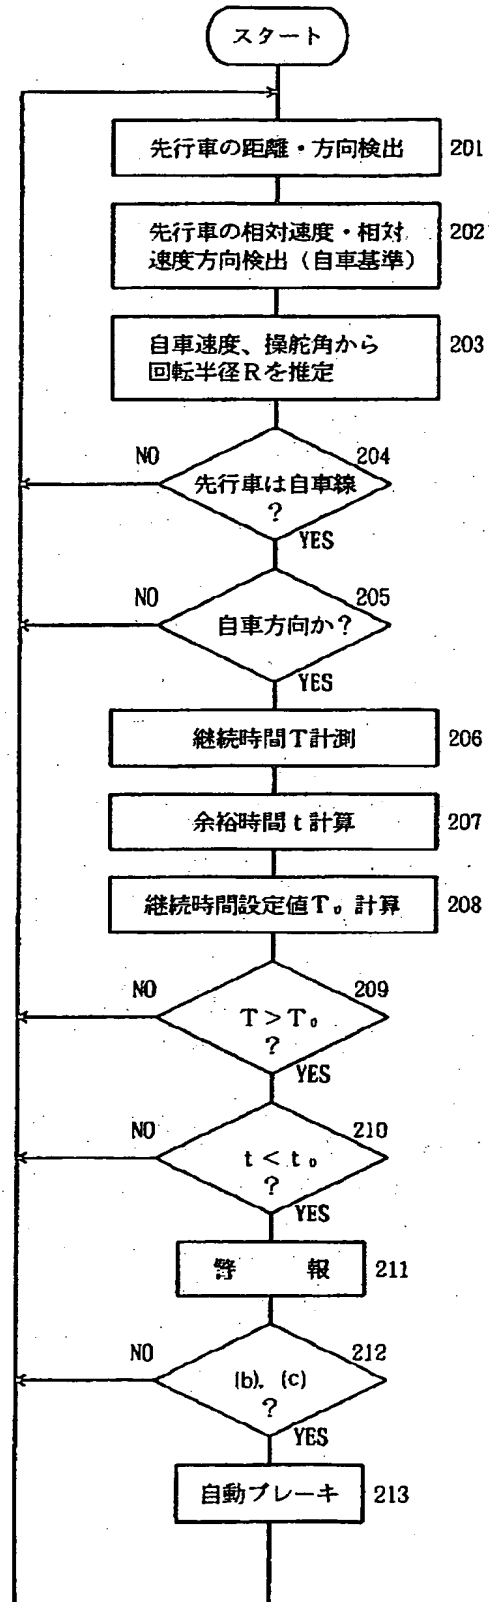 スタート
先行車の距離・方向検出 201
先行車の相対速度・相対 202
速度方向検出（自車基準）
自車速度、操舵角から 203
回転半径Rを推定
NO 204
先行車は自車線
?
YES
NO 205
自車方向か?
YES
継続時間T計測 206
余裕時間t計算 207
継続時間設定値T₀計算 208
NO 209
T>T₀
?
YES
NO 210
t<t₀
?
YES
警 報 211
NO 212
(b), (c)
?
YES
自動ブレーキ 213